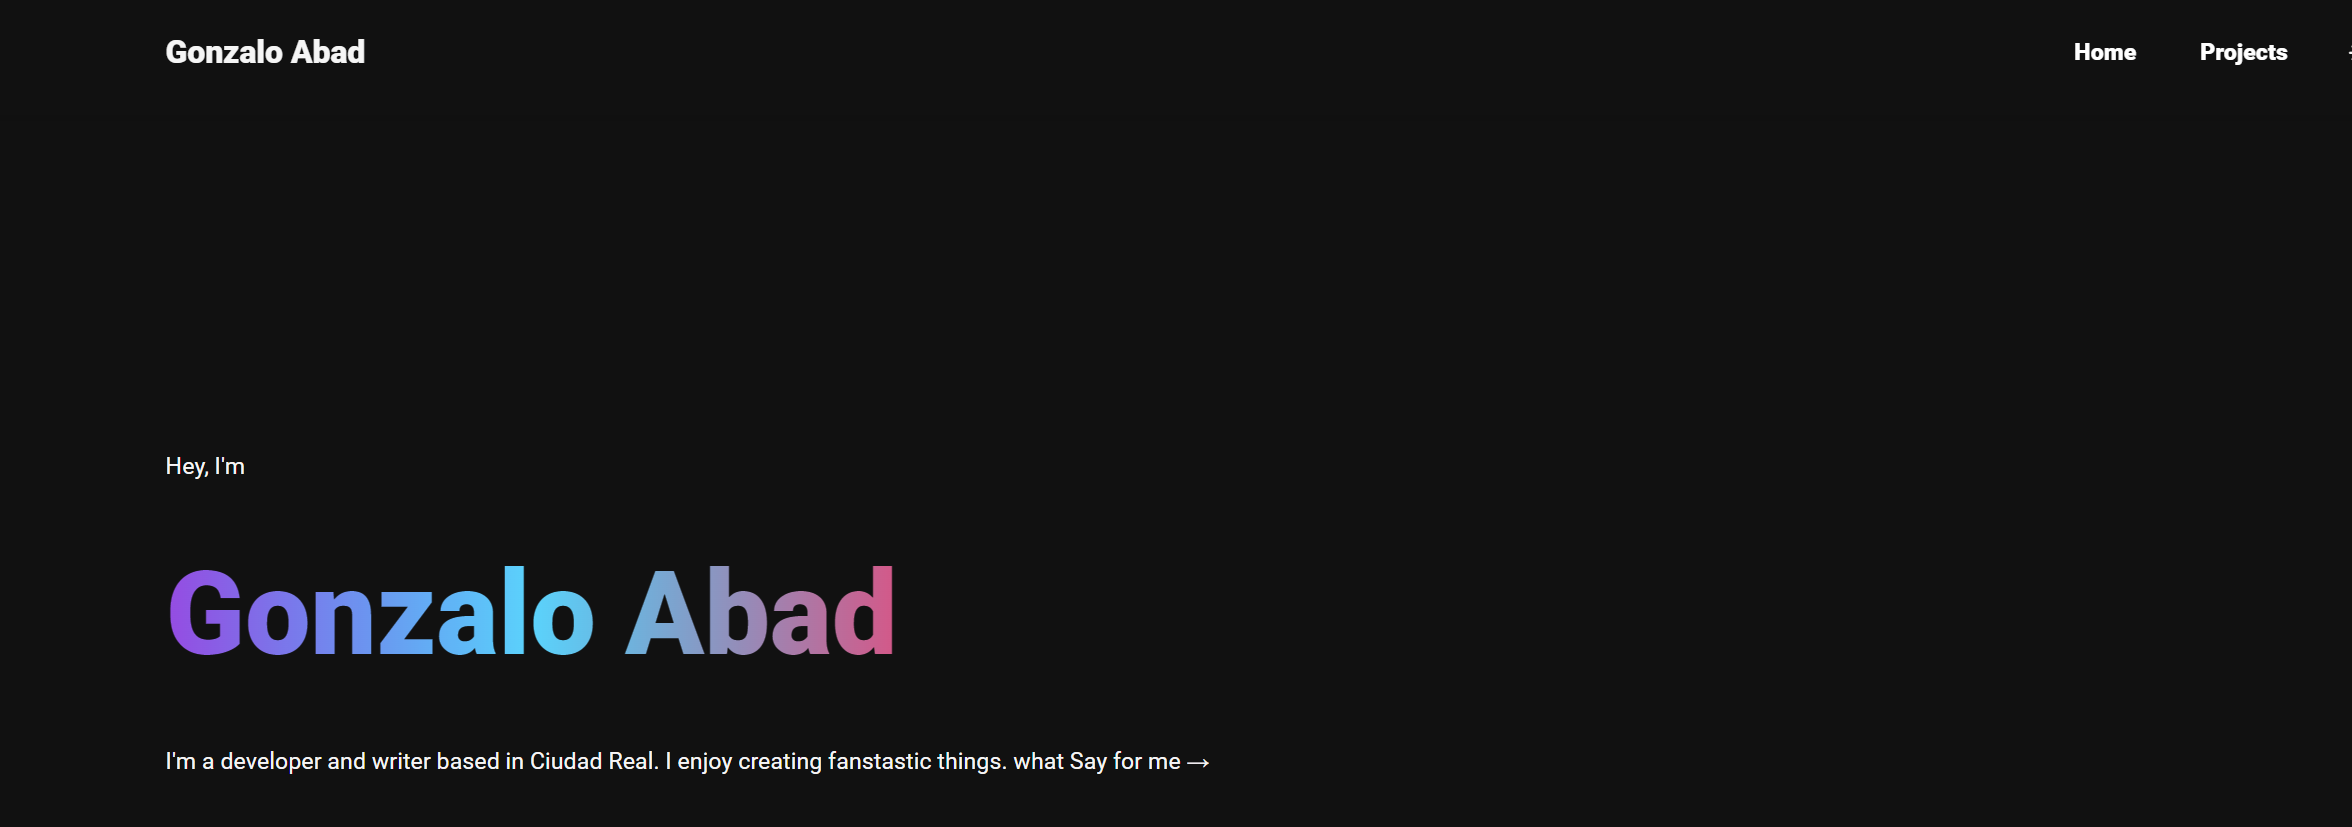 Gonzalo Abad
Home Projects
Hey, I'm
Gonzalo Abad
I'm a developer and writer based in Ciudad Real. I enjoy creating fanstastic things. what Say for me →